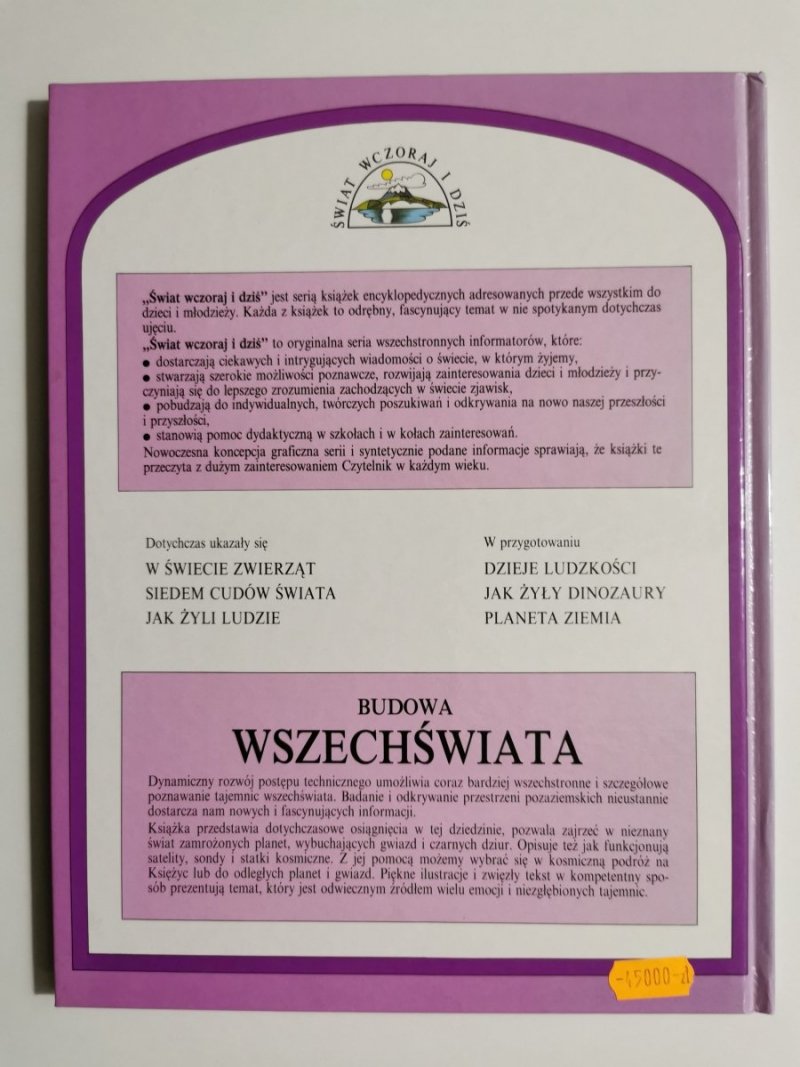 ŚWIAT WCZORAJ I DZIŚ
„Świat wczoraj i dziś” jest serią książek encyklopedycznych adresowanych przede wszystkim do
dzieci i młodzieży. Każda z książek to odrębny, fascynujący temat w nie spotykanym dotychczas
ujęciu.
„Świat wczoraj i dziś” to oryginalna seria wszechstronnych informatorów, które:
● dostarczają ciekawych i intrygujących wiadomości o świecie, w którym żyjemy,
● stwarzają szerokie możliwości poznawcze, rozwijają zainteresowania dzieci i młodzieży i przy-
czyniają się do lepszego zrozumienia zachodzących w świecie zjawisk,
● pobudzają do indywidualnych, twórczych poszukiwań i odkrywania na nowo naszej przeszłości
i przyszłości,
● stanowią pomoc dydaktyczną w szkołach i w kołach zainteresowań.
Nowoczesna koncepcja graficzna serii i syntetycznie podane informacje sprawiają, że książki te
przeczyta z dużym zainteresowaniem Czytelnik w każdym wieku.
Dotychczas ukazały się
W ŚWIECIE ZWIERZĄT
SIEDEM CUDÓW ŚWIATA
JAK ŻYLI LUDZIE
W przygotowaniu
DZIEJE LUDZKOŚCI
JAK ŻYŁY DINOZAURY
PLANETA ZIEMIA
BUDOWA
WSZECHŚWIATA
Dynamiczny rozwój postępu technicznego umożliwia coraz bardziej wszechstronne i szczegółowe
poznawanie tajemnic wszechświata. Badanie i odkrywanie przestrzeni pozaziemskich nieustannie
dostarcza nam nowych i fascynujących informacji.
Książka przedstawia dotychczasowe osiągnięcia w tej dziedzinie, pozwala zajrzeć w nieznany
świat zamrożonych planet, wybuchających gwiazd i czarnych dziur. Opisuje też jak funkcjonują
satelity, sondy i statki kosmiczne. Z jej pomocą możemy wybrać się w kosmiczną podróż na
Księżyc lub do odległych planet i gwiazd. Piękne ilustracje i zwięzły tekst w kompetentny spo-
sób prezentują temat, który jest odwiecznym źródłem wielu emocji i niezgłębionych tajemnic.
-45000-zł